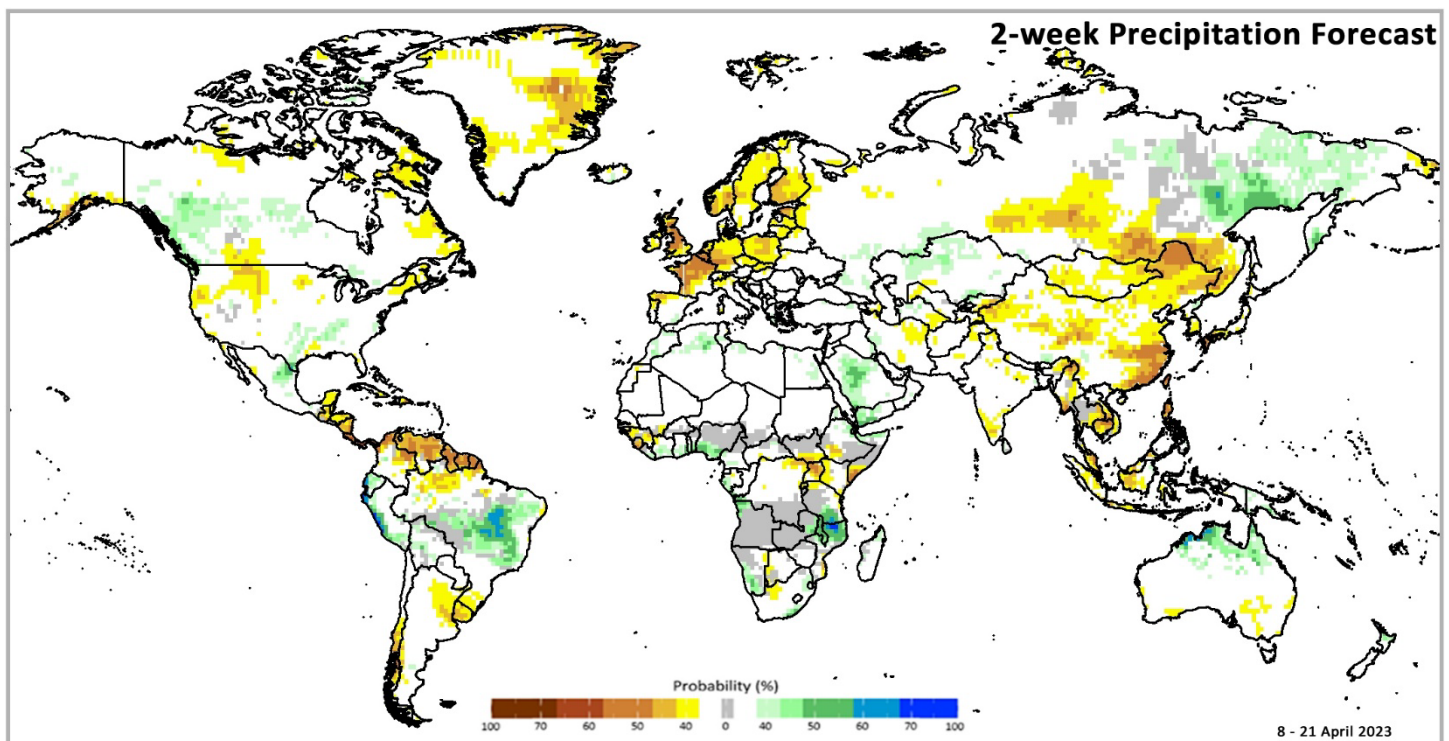 2-week Precipitation Forecast
Probability (%)
100 70 60 50 40 0 40 50 60 70 100
8 - 21 April 2023